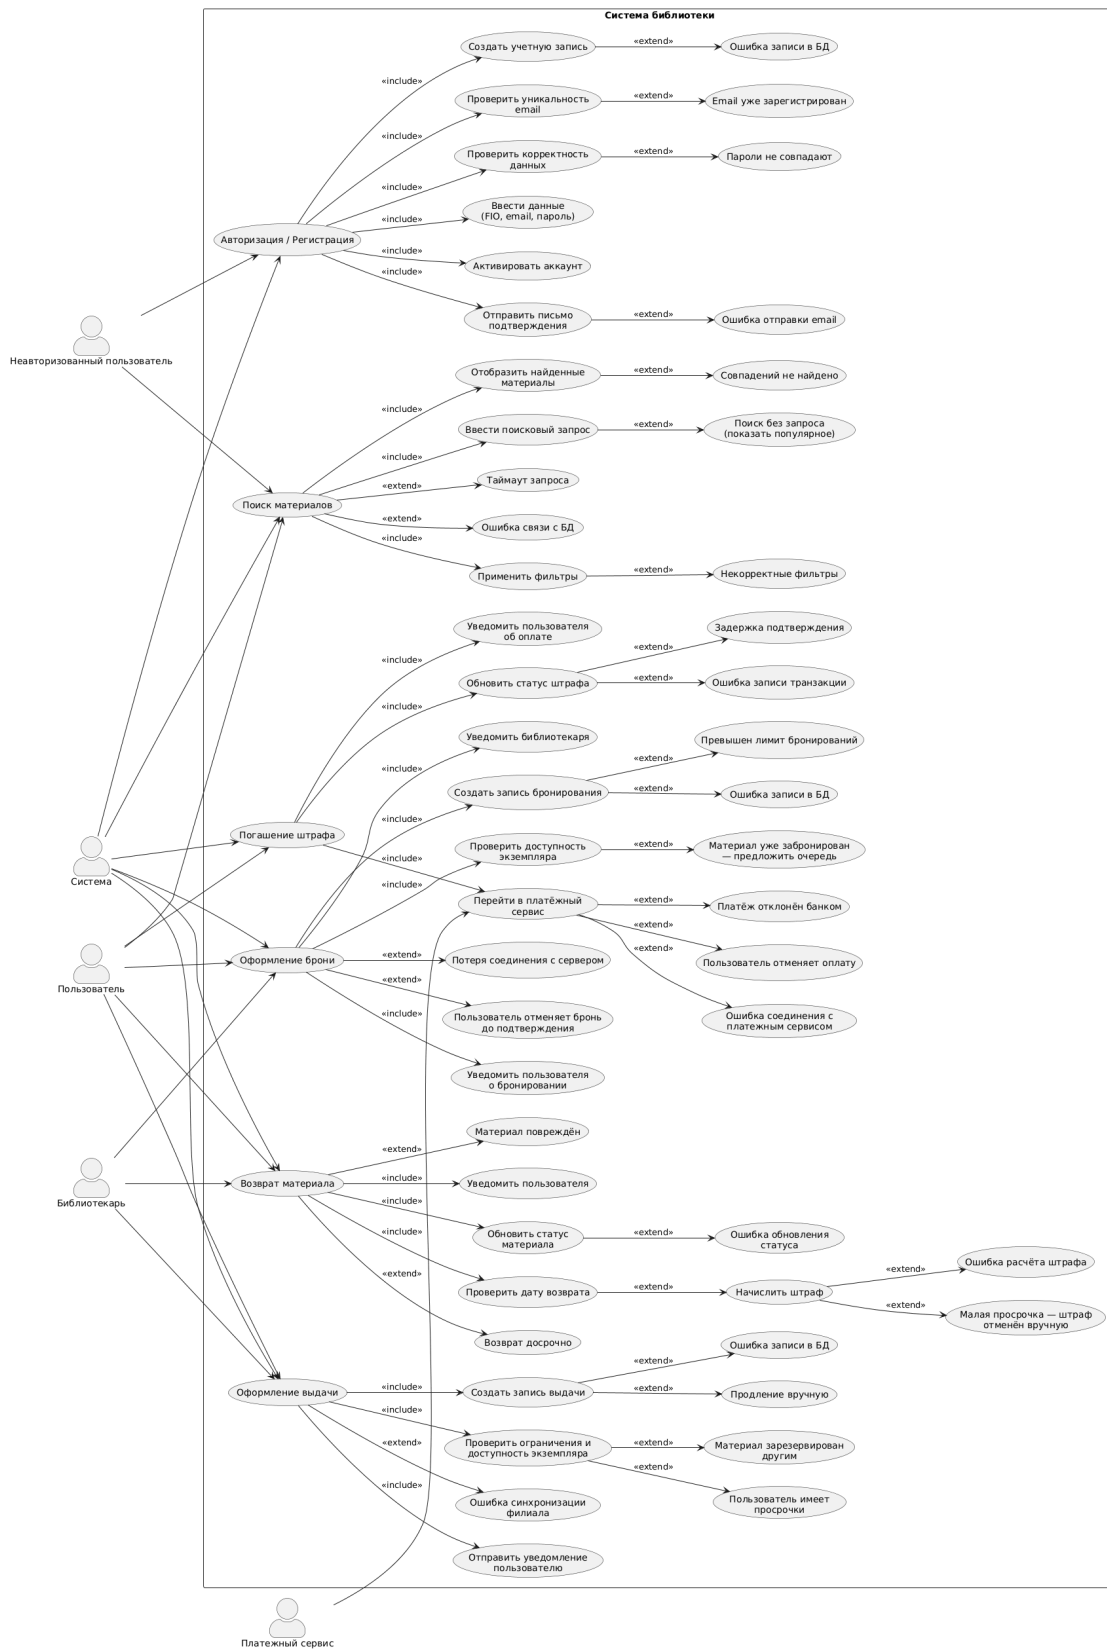 Система библиотеки
Создать учетную запись
«extend»
Ошибка записи в БД
«include»
Проверить уникальность
email
«extend»
Email уже зарегистрирован
«include»
Проверить корректность
данных
«extend»
Пароли не совпадают
«include»
Ввести данные
(FIO, email, пароль)
«include»
Авторизация / Регистрация
«include»
Активировать аккаунт
«include»
Отправить письмо
подтверждения
«extend»
Ошибка отправки email
Неавторизованный пользователь
Отобразить найденные
материалы
«extend»
Совпадений не найдено
«include»
Ввести поисковый запрос
«extend»
Поиск без запроса
(показать популярное)
«include»
Таймаут запроса
«extend»
Поиск материалов
«extend»
Ошибка связи с БД
«include»
Применить фильтры
«extend»
Некорректные фильтры
Уведомить пользователя
об оплате
«include»
Обновить статус штрафа
«extend»
Задержка подтверждения
«extend»
Ошибка записи транзакции
«include»
Уведомить библиотекаря
«include»
Создать запись бронирования
«extend»
Превышен лимит бронирований
«extend»
Ошибка записи в БД
«include»
Погашение штрафа
Проверить доступность
экземпляра
«extend»
Материал уже забронирован
— предложить очередь
«include»
«include»
Система
Перейти в платёжный
сервис
«extend»
Платёж отклонён банком
«extend»
Пользователь отменяет оплату
«extend»
Ошибка соединения с
платежным сервисом
Пользователь
Оформление брони
«extend»
Потеря соединения с сервером
«extend»
Пользователь отменяет бронь
до подтверждения
«include»
Уведомить пользователя
о бронировании
Материал повреждён
«extend»
Библиотекарь
Возврат материала
«include»
Уведомить пользователя
«include»
Обновить статус
материала
«extend»
Ошибка обновления
статуса
«include»
Проверить дату возврата
«extend»
Начислить штраф
«extend»
Ошибка расчёта штрафа
«extend»
Малая просрочка — штраф
отменён вручную
«extend»
Возврат досрочно
Оформление выдачи
«include»
Создать запись выдачи
«extend»
Ошибка записи в БД
«extend»
Продление вручную
«include»
Проверить ограничения и
доступность экземпляра
«extend»
Материал зарезервирован
другим
«extend»
Пользователь имеет
просрочки
«extend»
Ошибка синхронизации
филиала
«include»
Отправить уведомление
пользователю
Платежный сервис